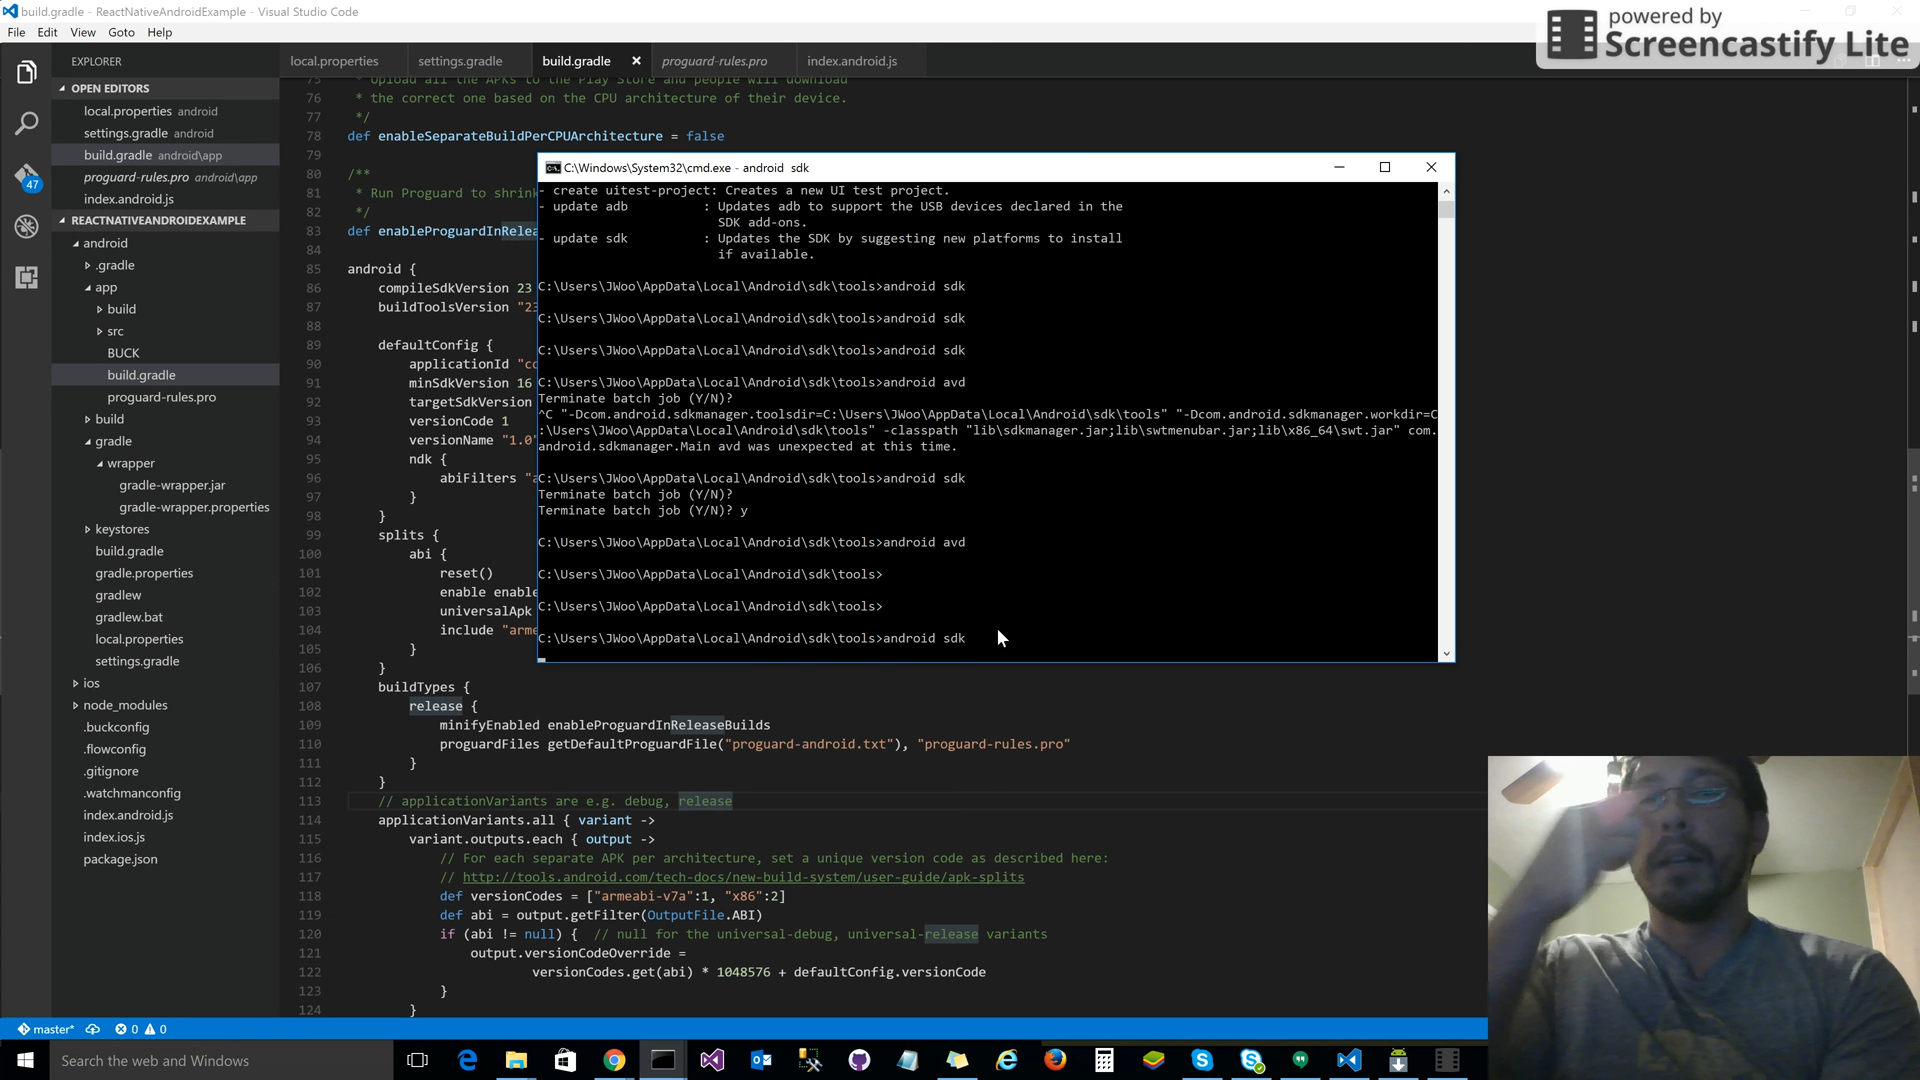 build.gradle - ReactNativeAndroidExample - Visual Studio Code
File Edit View Goto Help
powered by
Screencastify Lite
EXPLORER
OPEN EDITORS
local.properties android
settings.gradle android
build.gradle android\app
proguard-rules.pro android\app
index.android.js
47
REACTNATIVEANDROIDEXAMPLE
android
.gradle
app
build
src
BUCK
build.gradle
proguard-rules.pro
build
gradle
wrapper
gradle-wrapper.jar
gradle-wrapper.properties
keystores
build.gradle
gradle.properties
gradlew
gradlew.bat
local.properties
settings.gradle
ios
node_modules
.buckconfig
.flowconfig
.gitignore
.watchmanconfig
index.android.js
index.ios.js
package.json
local.properties settings.gradle build.gradle proguard-rules.pro index.android.js
75 * Upload all the APKs to the Play Store and people will download
76 * the correct one based on the CPU architecture of their device.
77 */
78 def enableSeparateBuildPerCPUArchitecture = false
79
80 /**
81 * Run Proguard to shrin
82 */
83 def enableProguardInRelea
84
85 android {
86 compileSdkVersion 23
87 buildToolsVersion "23
88
89 defaultConfig {
90 applicationId "co
91 minSdkVersion 16
92 targetSdkVersion
93 versionCode 1
94 versionName "1.0"
95 ndk {
96 abiFilters "a
97 }
98 }
99 splits {
100 abi {
101 reset()
102 enable enable
103 universalApk
104 include "arme
105 }
106 }
107 buildTypes {
108 release {
109 minifyEnabled enableProguardInReleaseBuilds
110 proguardFiles getDefaultProguardFile("proguard-android.txt"), "proguard-rules.pro"
111 }
112 }
113 // applicationVariants are e.g. debug, release
114 applicationVariants.all { variant ->
115 variant.outputs.each { output ->
116 // For each separate APK per architecture, set a unique version code as described here:
117 // http://tools.android.com/tech-docs/new-build-system/user-guide/apk-splits
118 def versionCodes = ["armeabi-v7a":1, "x86":2]
119 def abi = output.getFilter(OutputFile.ABI)
120 if (abi != null) { // null for the universal-debug, universal-release variants
121 output.versionCodeOverride =
122 versionCodes.get(abi) * 1048576 + defaultConfig.versionCode
123 }
124 }
C:\Windows\System32\cmd.exe - android sdk
- create uitest-project: Creates a new UI test project.
- update adb : Updates adb to support the USB devices declared in the
SDK add-ons.
- update sdk : Updates the SDK by suggesting new platforms to install
if available.
C:\Users\JWoo\AppData\Local\Android\sdk\tools>android sdk
C:\Users\JWoo\AppData\Local\Android\sdk\tools>android sdk
C:\Users\JWoo\AppData\Local\Android\sdk\tools>android sdk
C:\Users\JWoo\AppData\Local\Android\sdk\tools>android avd
Terminate batch job (Y/N)?
^C "-Dcom.android.sdkmanager.toolsdir=C:\Users\JWoo\AppData\Local\Android\sdk\tools" "-Dcom.android.sdkmanager.workdir=C
:\Users\JWoo\AppData\Local\Android\sdk\tools" -classpath "lib\sdkmanager.jar;lib\swtmenubar.jar;lib\x86_64\swt.jar" com.
android.sdkmanager.Main avd was unexpected at this time.
C:\Users\JWoo\AppData\Local\Android\sdk\tools>android sdk
Terminate batch job (Y/N)?
Terminate batch job (Y/N)? y
C:\Users\JWoo\AppData\Local\Android\sdk\tools>android avd
C:\Users\JWoo\AppData\Local\Android\sdk\tools>
C:\Users\JWoo\AppData\Local\Android\sdk\tools>
C:\Users\JWoo\AppData\Local\Android\sdk\tools>android sdk
master* 0 0
Search the web and Windows